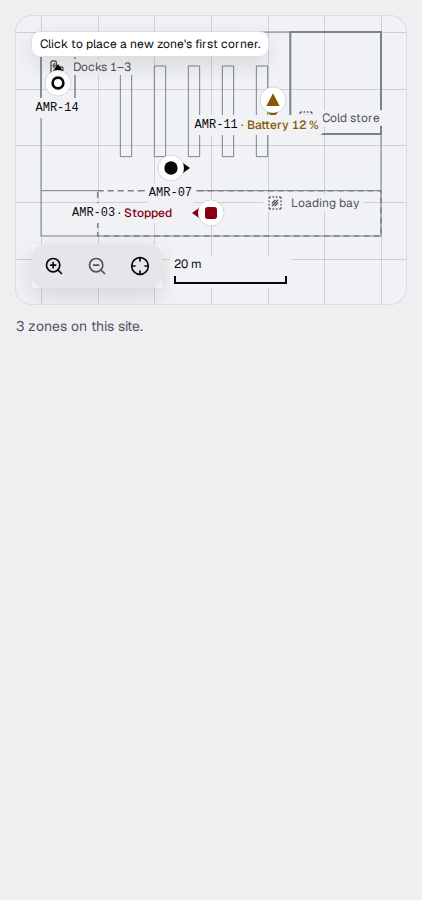 Click to place a new zone's first corner.
Docks 1–3
AMR-14
Cold store
AMR-11 · Battery 12 %
AMR-07
Loading bay
AMR-03 · Stopped
20 m
3 zones on this site.